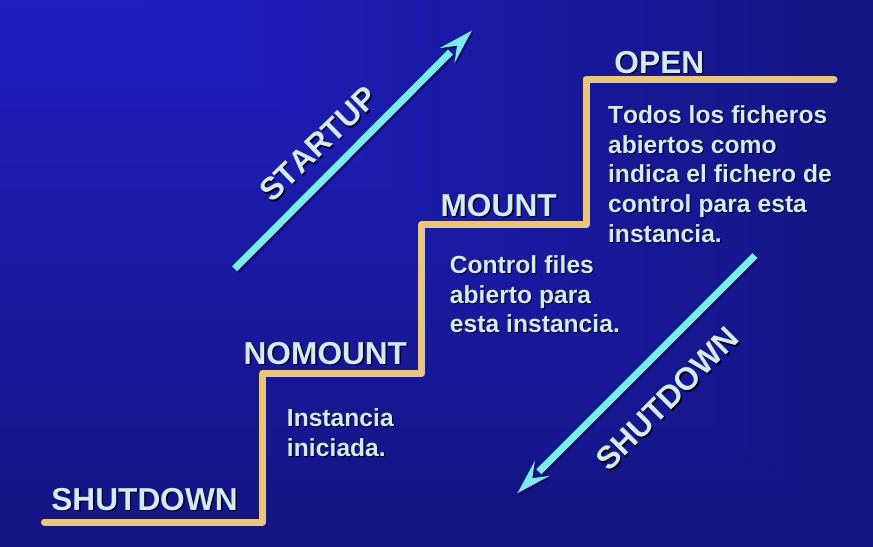 OPEN
STARTUP
Todos los ficheros
abiertos como
indica el fichero de
control para esta
instancia.
MOUNT
Control files
abierto para
esta instancia.
SHUTDOWN
NOMOUNT
Instancia
iniciada.
SHUTDOWN